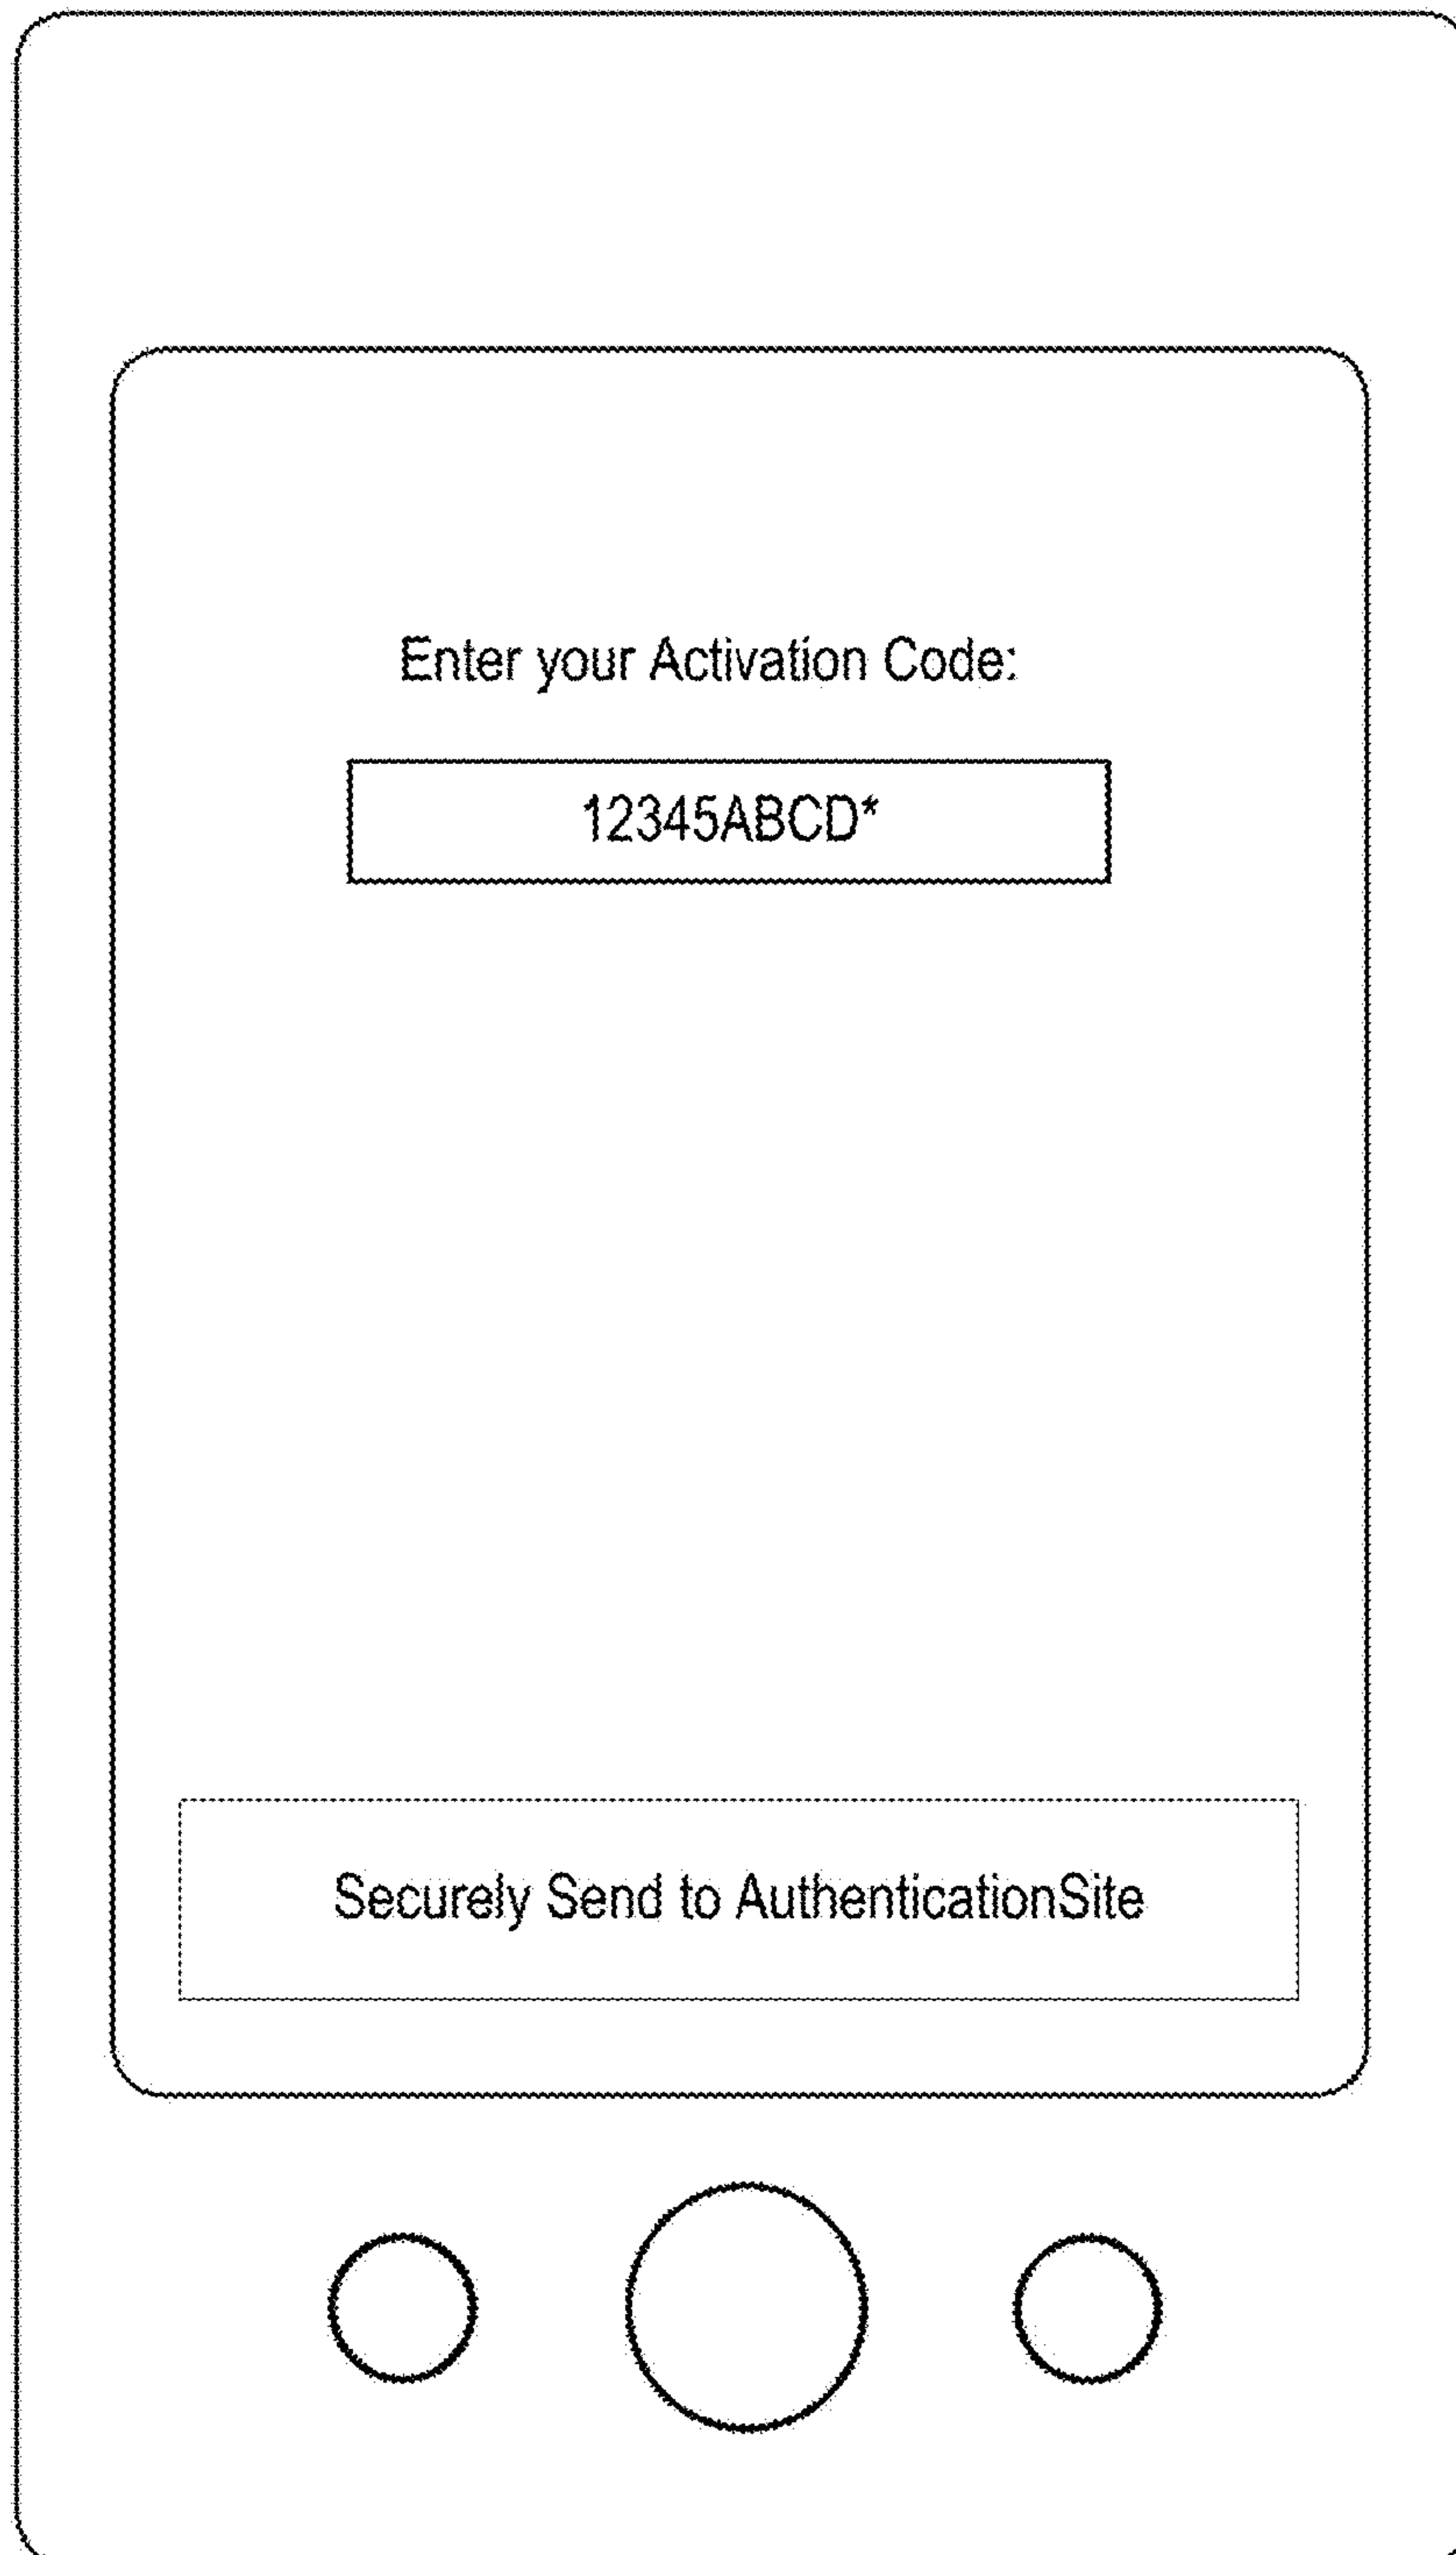 Enter your Activation Code:
12345ABCD*
Securely Send to AuthenticationSite